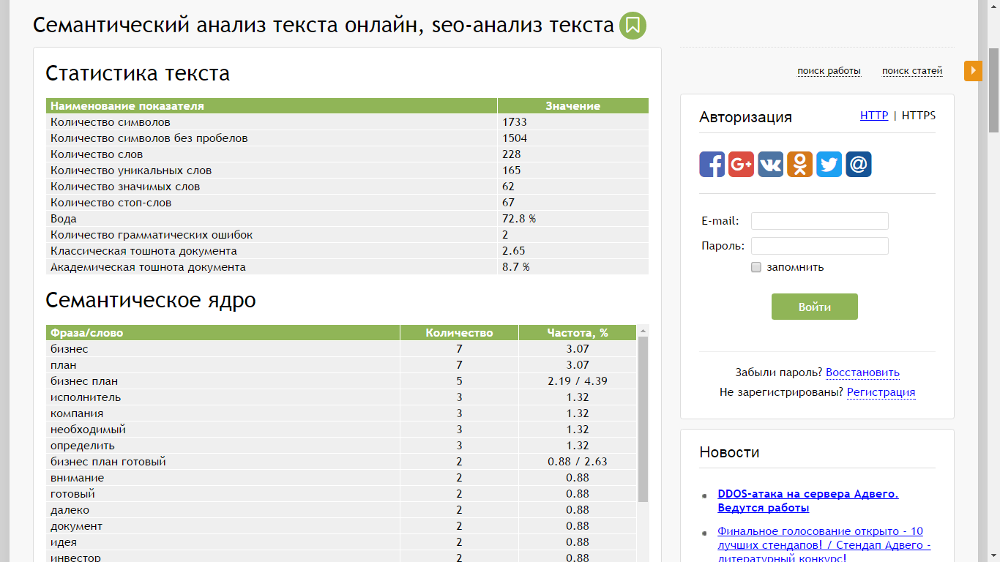 Семантический анализ текста онлайн, seo-анализ текста
Статистика текста
Наименование показателя Значение
Количество символов 1733
Количество символов без пробелов 1504
Количество слов 228
Количество уникальных слов 165
Количество значимых слов 62
Количество стоп-слов 67
Вода 72.8 %
Количество грамматических ошибок 2
Классическая тошнота документа 2.65
Академическая тошнота документа 8.7 %
Семантическое ядро
Фраза/слово Количество Частота, %
бизнес 7 3.07
план 7 3.07
бизнес план 5 2.19 / 4.39
исполнитель 3 1.32
компания 3 1.32
необходимый 3 1.32
определить 3 1.32
бизнес план готовый 2 0.88 / 2.63
внимание 2 0.88
готовый 2 0.88
далеко 2 0.88
документ 2 0.88
идея 2 0.88
инвестор 2 0.88
поиск работы поиск статей
Авторизация HTTP | HTTPS
E-mail:
Пароль:
запомнить
Войти
Забыли пароль? Восстановить
Не зарегистрированы? Регистрация
Новости
DDOS-атака на сервера Адвего.
Ведутся работы
Финальное голосование открыто - 10
лучших стендапов! / Стендап Адвего -
литературный конкурс!